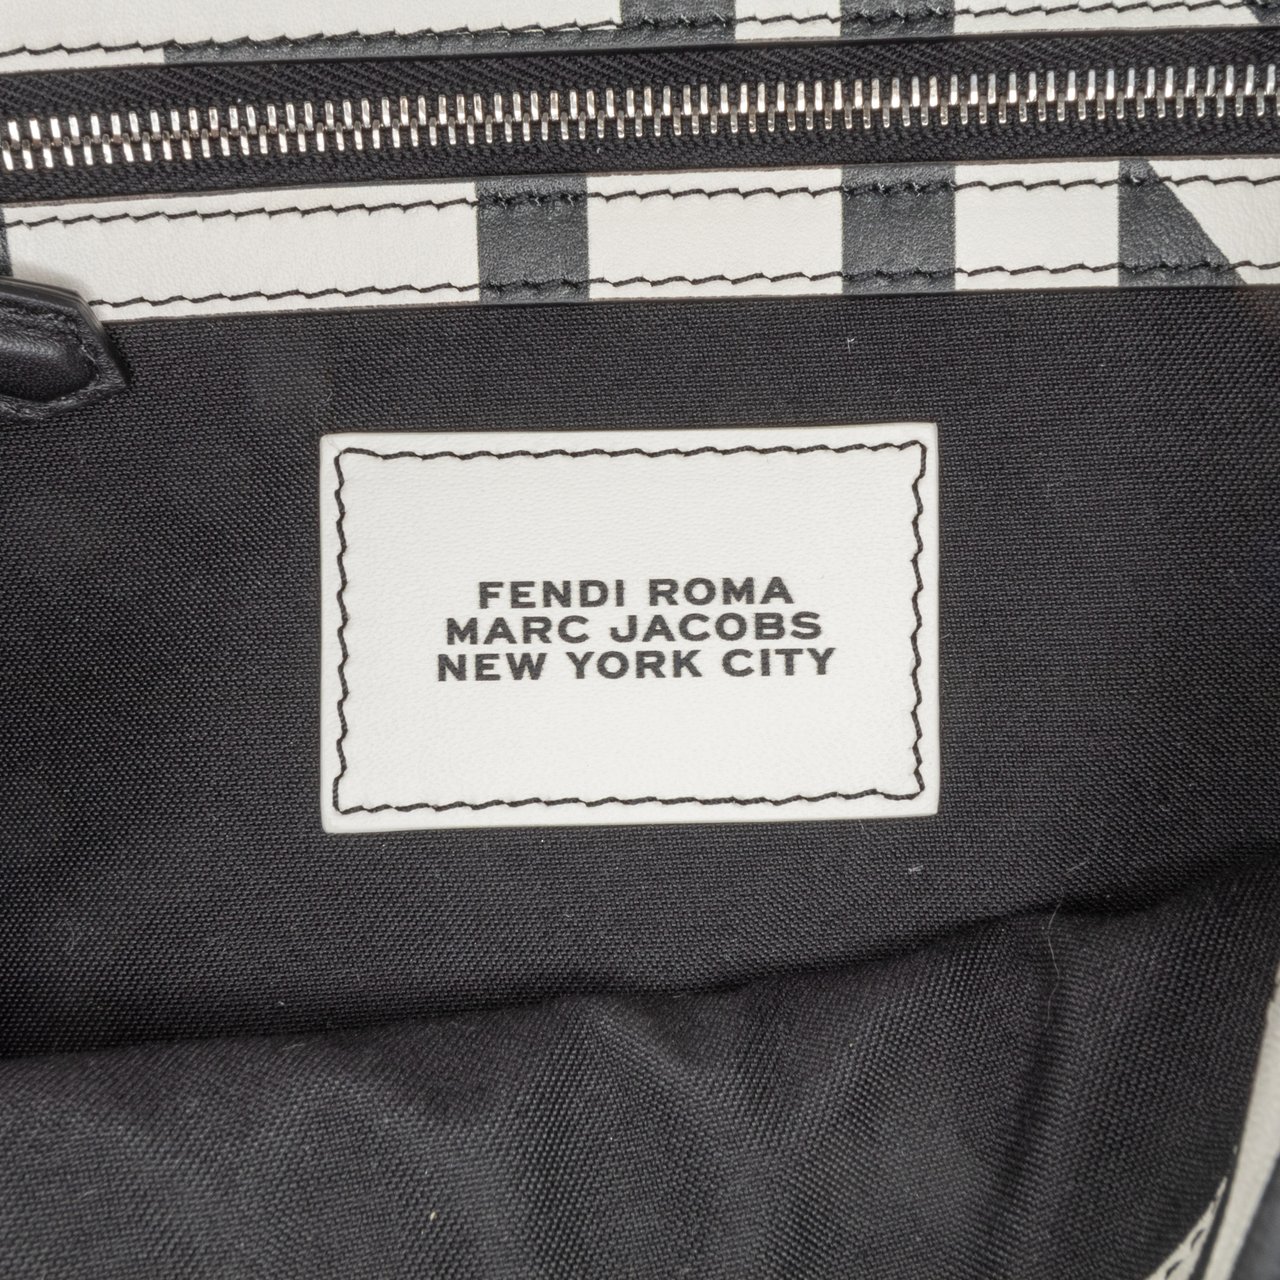 FENDI ROMA
MARC JACOBS
NEW YORK CITY